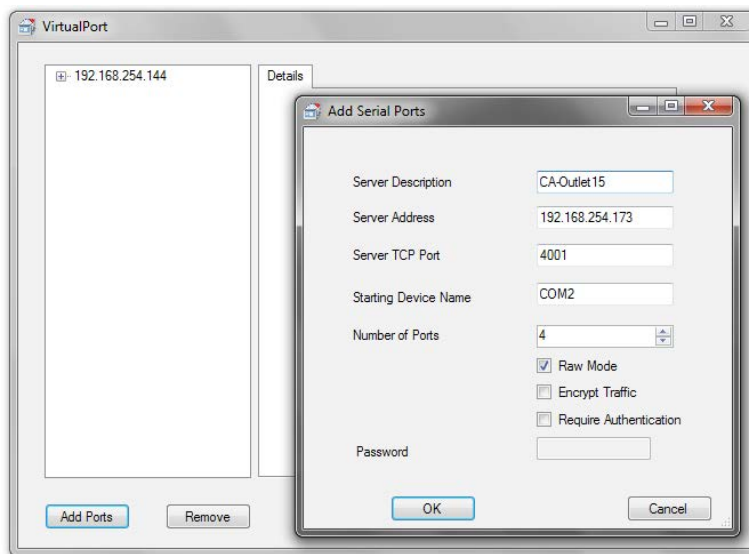 VirtualPort
192.168.254.144
Details
Add Serial Ports
Server Description CA-Outlet15
Server Address 192.168.254.173
Server TCP Port 4001
Starting Device Name COM2
Number of Ports 4
Raw Mode
Encrypt Traffic
Require Authentication
Password
OK Cancel
Add Ports Remove